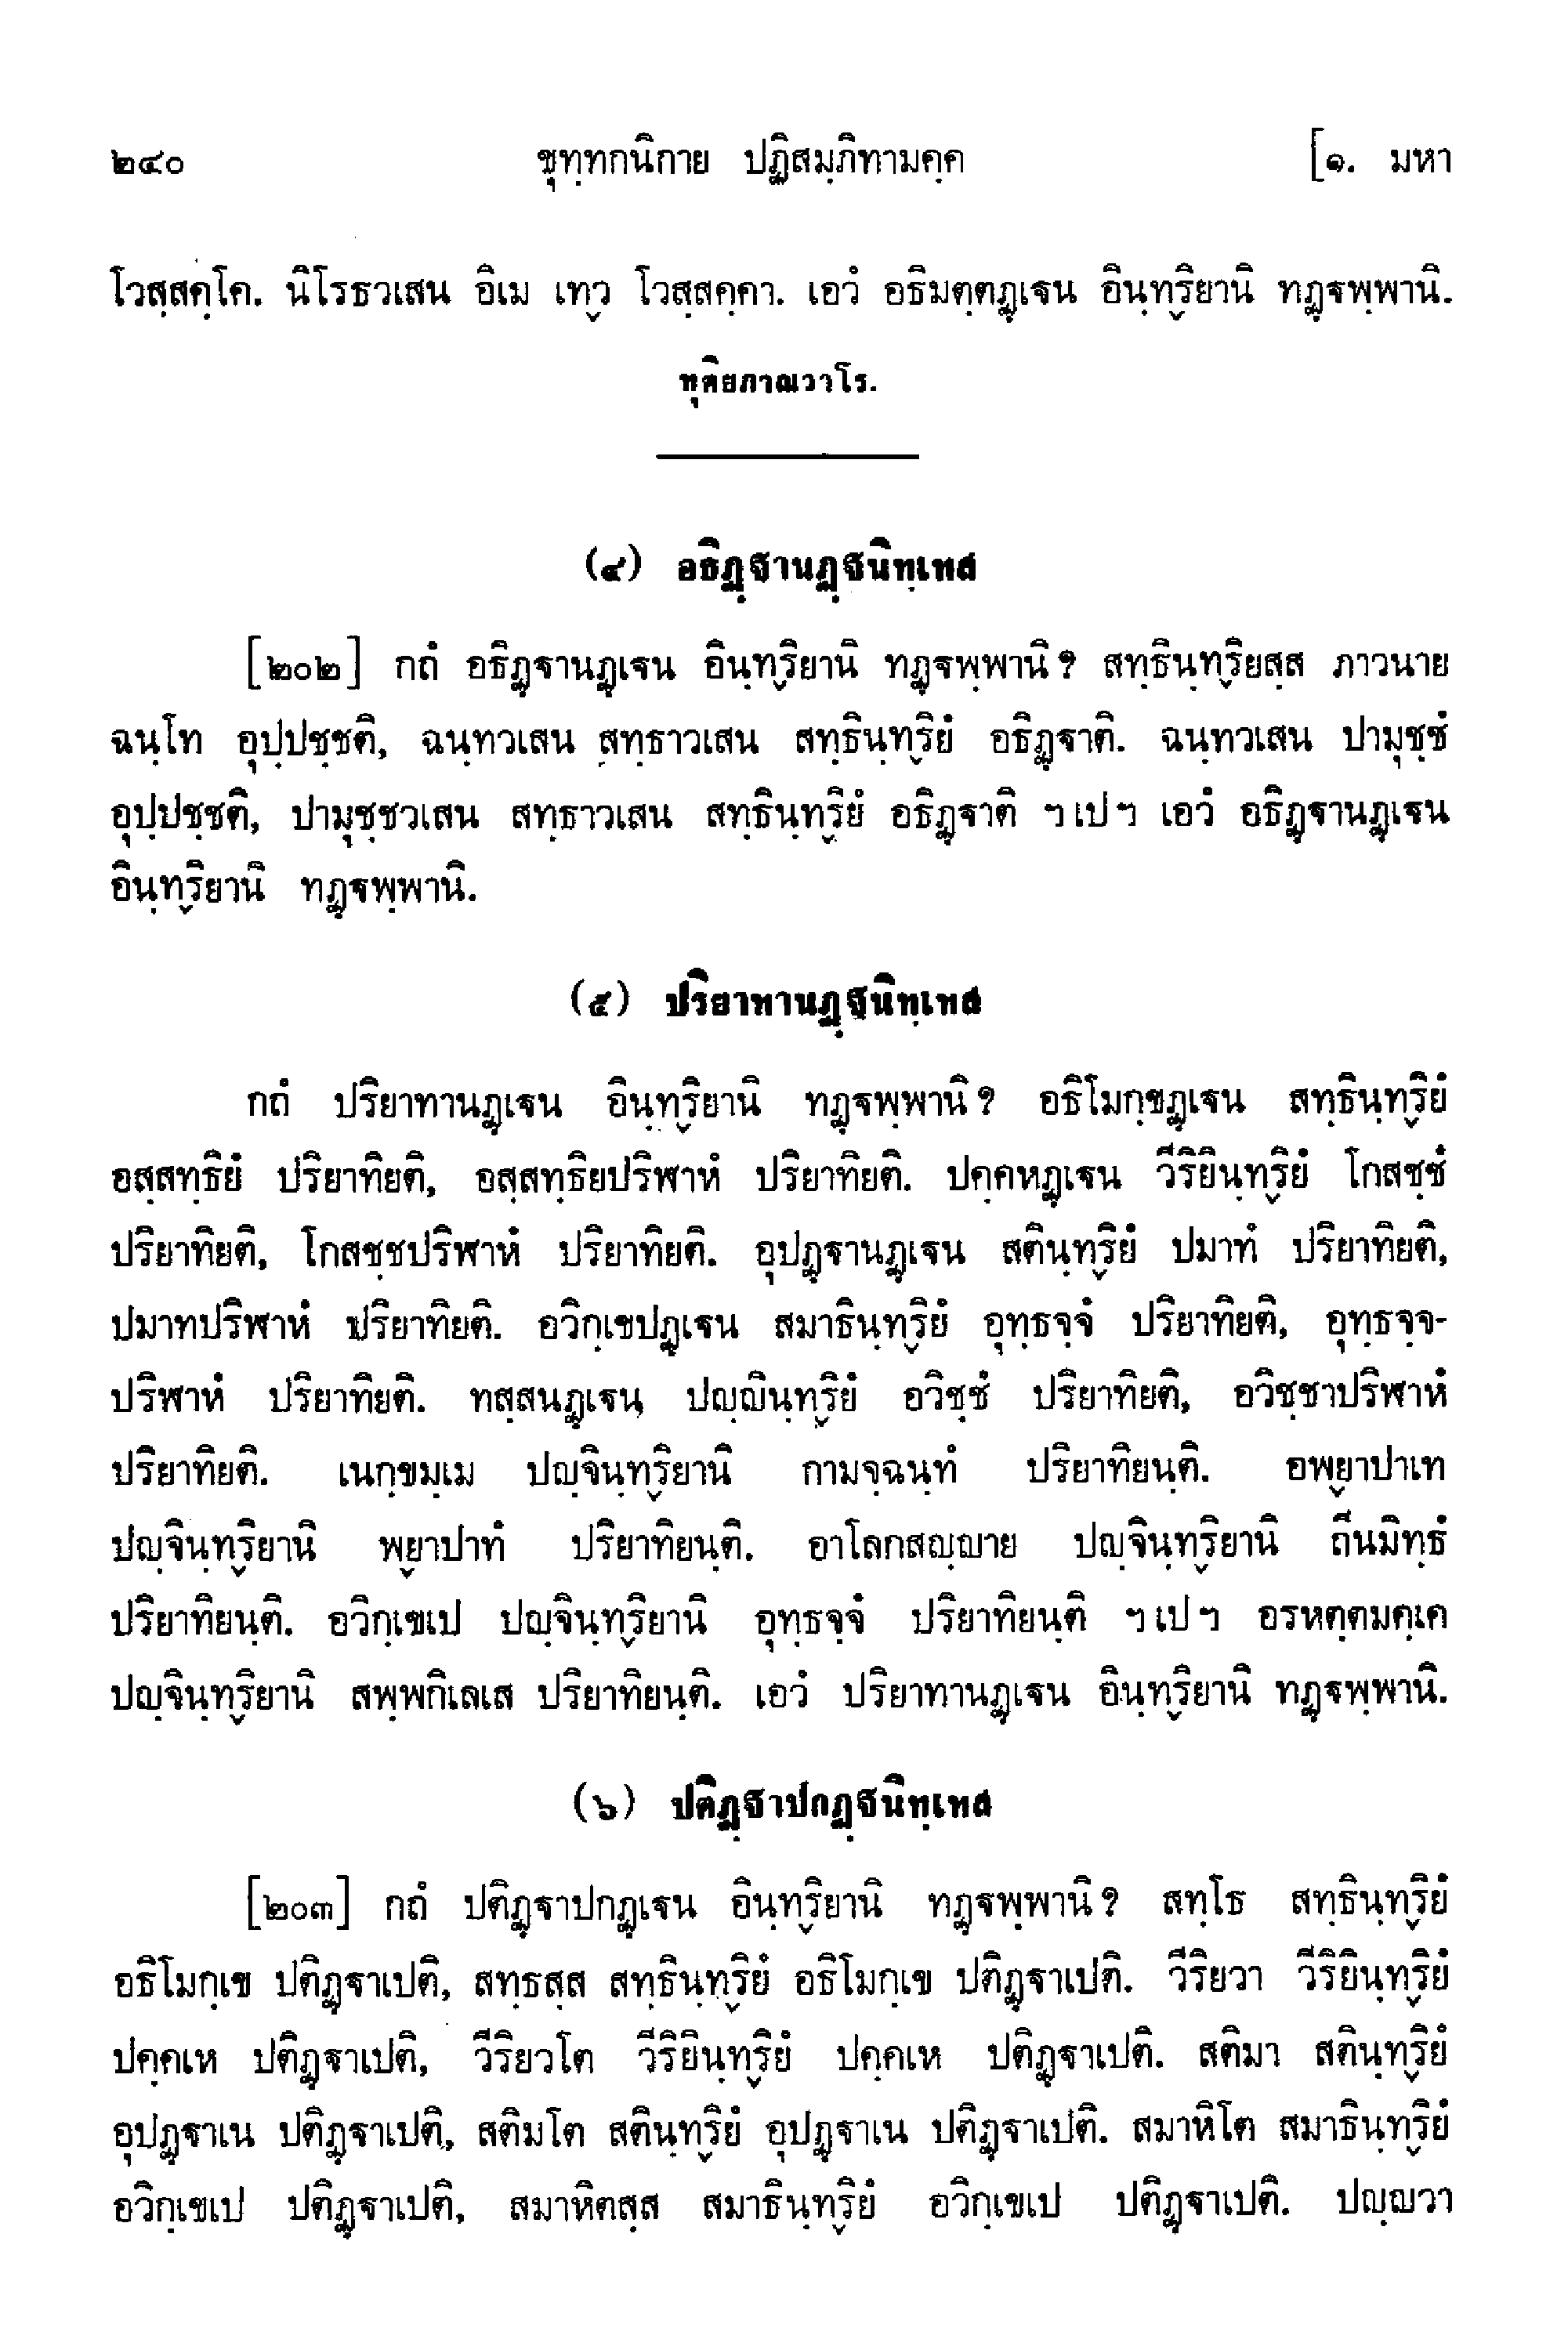 ๒๔๐ ขุทฺทกนิกาย ปฏิสมฺภิทามคฺค [๑. มหา
โวสฺสคฺโค. นิโรธวเสน อิเม เท๎ว โวสฺสคฺคา. เอวํ อธิมตฺตฏฺเฐน อินฺท๎ริยานิ ทฏฺฐพฺพานิ.
ทุติยภาณวาโร.
(๔) อธิฏฺฐานฏฺฐนิทฺเทส
[๒๐๒] กถํ อธิฏฺฐานฏฺเฐน อินฺท๎ริยานิ ทฏฺฐพฺพานิ? สทฺธินฺท๎ริยสฺส ภาวนาย
ฉนฺโท อุปฺปชฺชติ, ฉนฺทวเสน สทฺธาวเสน สทฺธินฺท๎ริยํ อธิฏฺฐาติ. ฉนฺทวเสน ปามุชฺชํ
อุปฺปชฺชติ, ปามุชฺชวเสน สทฺธาวเสน สทฺธินฺท๎ริยํ อธิฏฺฐาติ ฯเปฯ เอวํ อธิฏฺฐานฏฺเฐน
อินฺท๎ริยานิ ทฏฺฐพฺพานิ.
(๕) ปริยาทานฏฺฐนิทฺเทส
กถํ ปริยาทานฏฺเฐน อินฺท๎ริยานิ ทฏฺฐพฺพานิ? อธิโมกฺขฏฺเฐน สทฺธินฺท๎ริยํ
อสฺสทฺธิยํ ปริยาทิยติ, อสฺสทฺธิยปริฬาหํ ปริยาทิยติ. ปคฺคหฏฺเฐน วีริยินฺท๎ริยํ โกสชฺชํ
ปริยาทิยติ, โกสชฺชปริฬาหํ ปริยาทิยติ. อุปฏฺฐานฏฺเฐน สตินฺท๎ริยํ ปมาทํ ปริยาทิยติ,
ปมาทปริฬาหํ ปริยาทิยติ. อวิกฺเขปฏฺเฐน สมาธินฺท๎ริยํ อุทฺธจฺจํ ปริยาทิยติ, อุทฺธจฺจ-
ปริฬาหํ ปริยาทิยติ. ทสฺสนฏฺเฐน ปญฺญินฺท๎ริยํ อวิชฺชํ ปริยาทิยติ, อวิชฺชาปริฬาหํ
ปริยาทิยติ. เนกฺขมฺเม ปญฺจินฺท๎ริยานิ กามจฺฉนฺทํ ปริยาทิยนฺติ. อพ๎ยาปาเท
ปญฺจินฺท๎ริยานิ พ๎ยาปาทํ ปริยาทิยนฺติ. อาโลกสญฺญาย ปญฺจินฺท๎ริยานิ ถีนมิทฺธํ
ปริยาทิยนฺติ. อวิกฺเขเป ปญฺจินฺท๎ริยานิ อุทฺธจฺจํ ปริยาทิยนฺติ ฯเปฯ อรหตฺตมคฺเค
ปญฺจินฺท๎ริยานิ สพฺพกิเลเส ปริยาทิยนฺติ. เอวํ ปริยาทานฏฺเฐน อินฺท๎ริยานิ ทฏฺฐพฺพานิ.
(๖) ปติฏฺฐาปกฏฺฐนิทฺเทส
[๒๐๓] กถํ ปติฏฺฐาปกฏฺเฐน อินฺท๎ริยานิ ทฏฺฐพฺพานิ? สทฺโธ สทฺธินฺท๎ริยํ
อธิโมกฺเข ปติฏฺฐาเปติ, สทฺธสฺส สทฺธินฺท๎ริยํ อธิโมกฺเข ปติฏฺฐาเปติ. วีริยวา วีริยินฺท๎ริยํ
ปคฺคเห ปติฏฺฐาเปติ, วีริยวโต วีริยินฺท๎ริยํ ปคฺคเห ปติฏฺฐาเปติ. สติมา สตินฺท๎ริยํ
อุปฏฺฐาเน ปติฏฺฐาเปติ, สติมโต สตินฺท๎ริยํ อุปฏฺฐาเน ปติฏฺฐาเปติ. สมาหิโต สมาธินฺท๎ริยํ
อวิกฺเขเป ปติฏฺฐาเปติ, สมาหิตสฺส สมาธินฺท๎ริยํ อวิกฺเขเป ปติฏฺฐาเปติ. ปญฺญวา